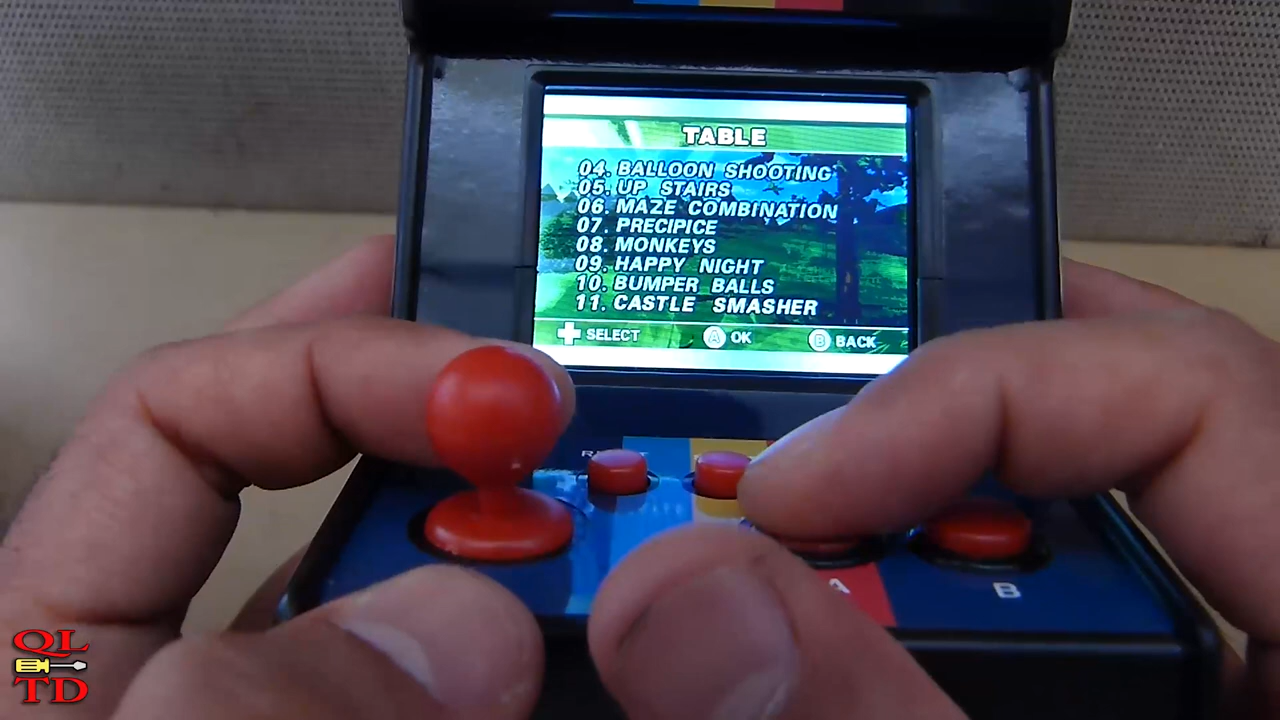 TABLE
04. BALLOON SHOOTING
05. UP STAIRS
06. MAZE COMBINATION
07. PRECIPICE
08. MONKEYS
09. HAPPY NIGHT
10. BUMPER BALLS
11. CASTLE SMASHER
SELECT A OK B BACK
A
B
QL
TD